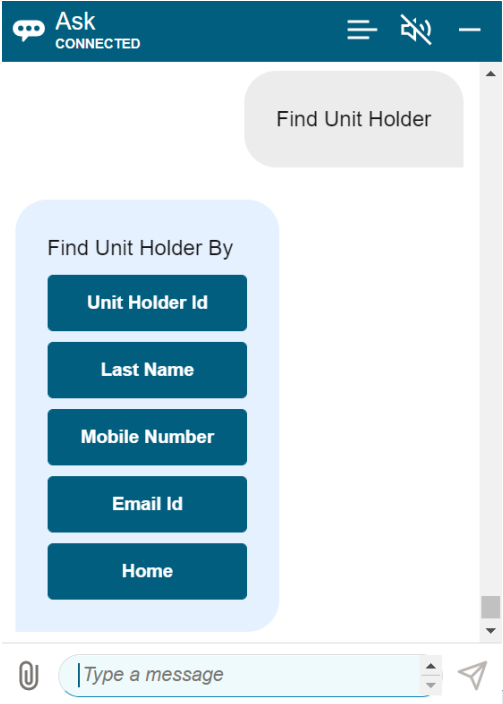 Ask
CONNECTED
Find Unit Holder
Find Unit Holder By
Unit Holder Id
Last Name
Mobile Number
Email Id
Home
Type a message